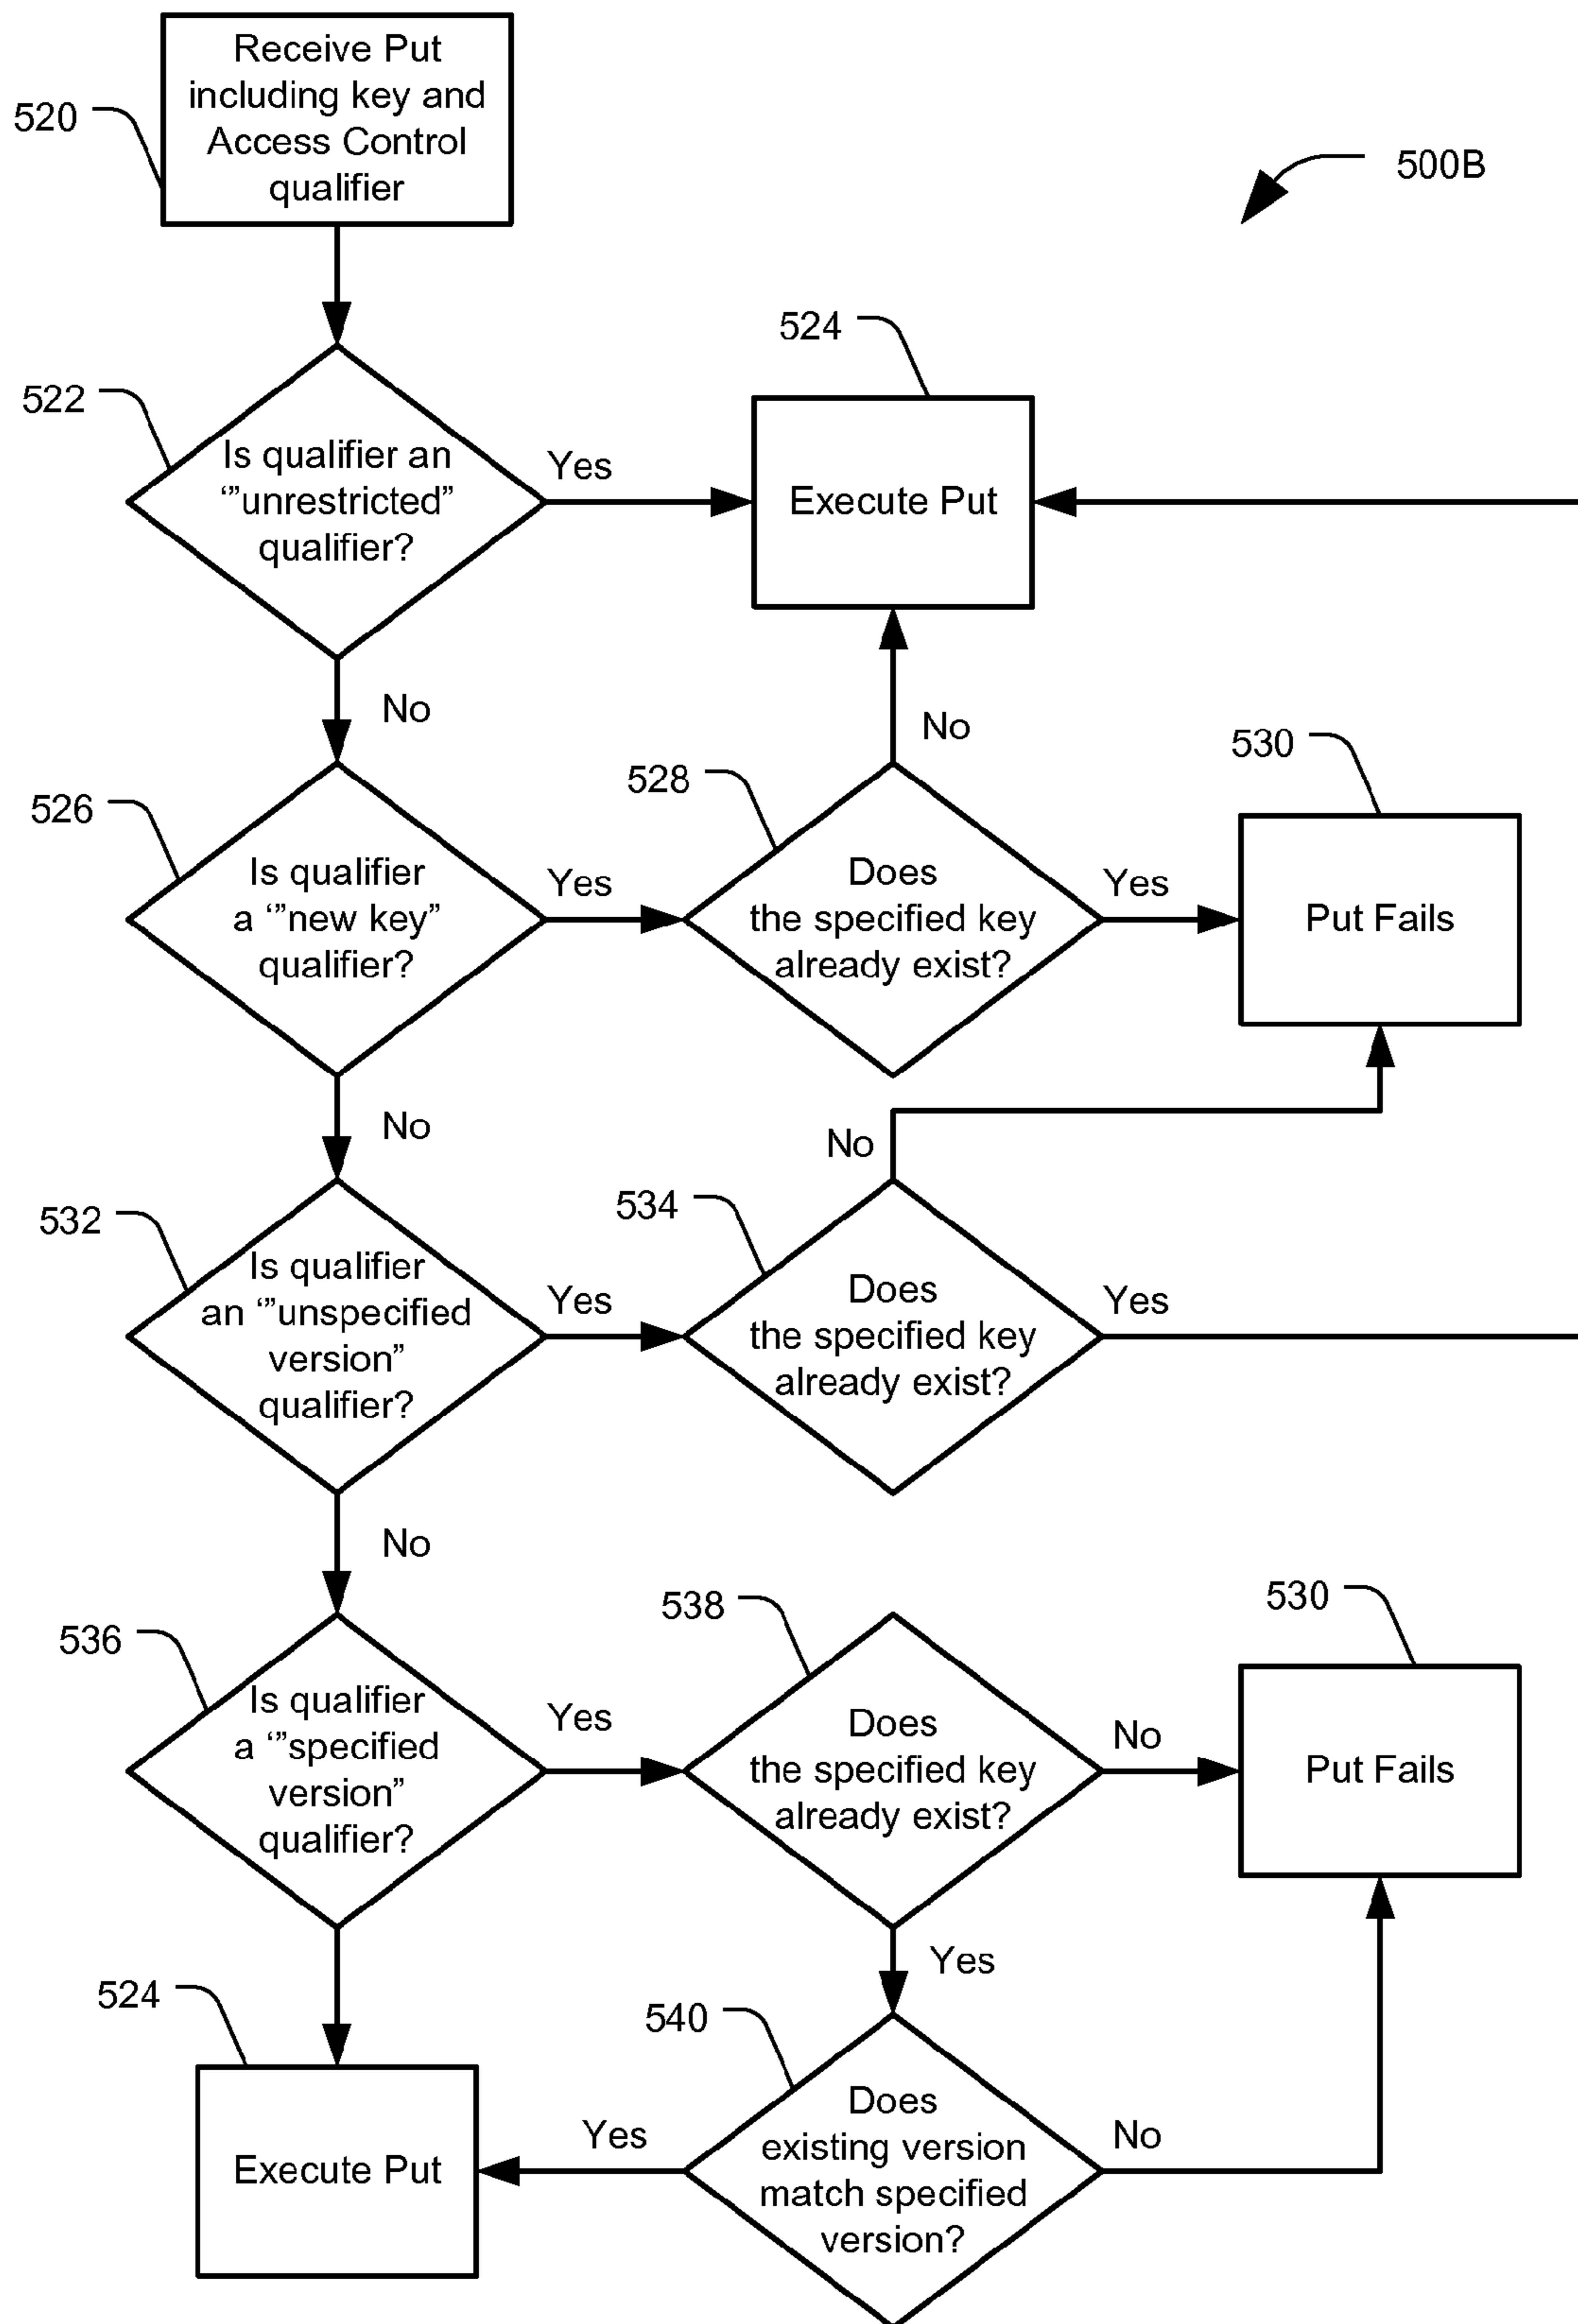 Receive Put
including key and
Access Control
qualifier
520
500B
524
522
Is qualifier an
‘”unrestricted”
qualifier?
Yes
Execute Put
No
No
530
528
526
Is qualifier
a ‘”new key”
qualifier?
Yes
Does
the specified key
already exist?
Yes
Put Fails
No
No
534
532
Is qualifier
an ‘”unspecified
version”
qualifier?
Yes
Does
the specified key
already exist?
Yes
No
538
530
536
Is qualifier
a ‘”specified
version”
qualifier?
Yes
Does
the specified key
already exist?
No
Put Fails
Yes
524
540
Execute Put
Yes
Does
existing version
match specified
version?
No